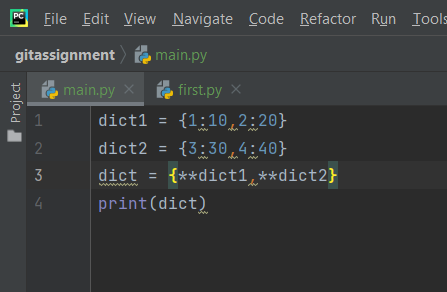 PC File Edit View Navigate Code Refactor Run Tools
gitassignment main.py
Project
main.py first.py
1 dict1 = {1:10,2:20}
2 dict2 = {3:30,4:40}
3 dict = {**dict1,**dict2}
4 print(dict)